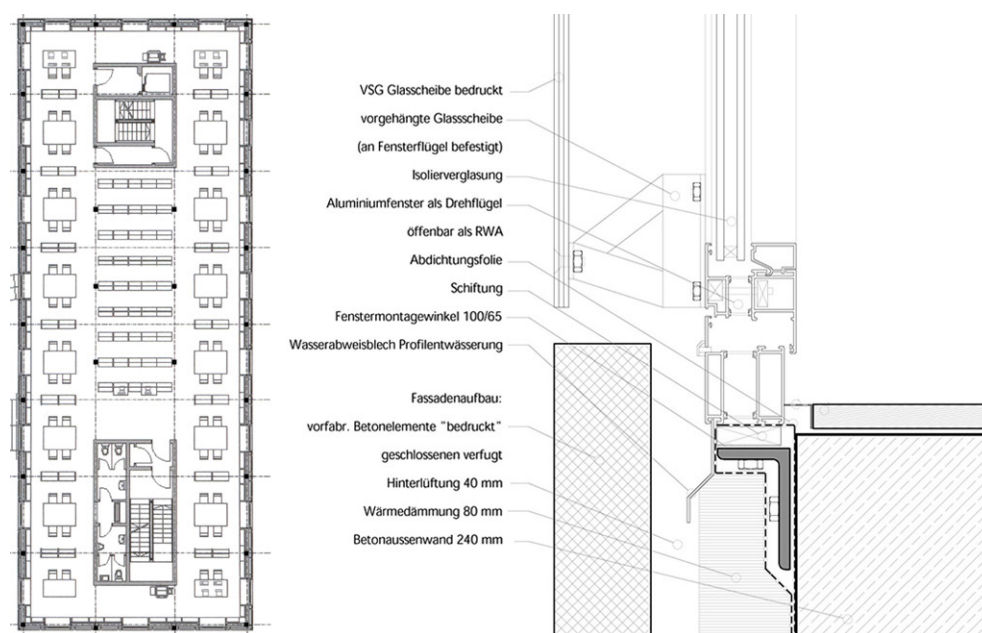 VSG Glasscheibe bedruckt
vorgehängte Glassscheibe
(an Fensterflügel befestigt)
Isolierverglasung
Aluminiumfenster als Drehflügel
öffenbar als RWA
Abdichtungsfolie
Schiftung
Fenstermontagewinkel 100/65
Wasserabweisblech Profilentwässerung
Fassadenaufbau:
vorfabr. Betonelemente "bedruckt"
geschlossenen verfugt
Hinterlüftung 40 mm
Wärmedämmung 80 mm
Betonaussenwand 240 mm